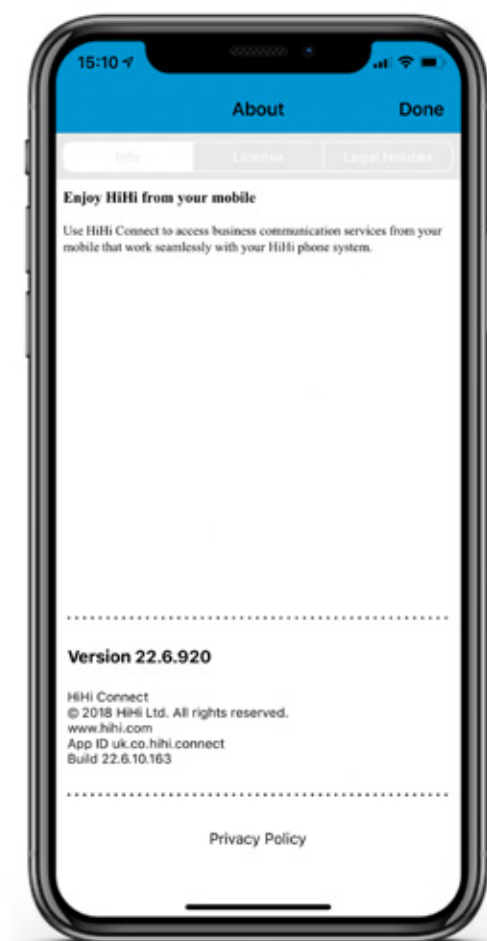 15:10
About Done
Info License Legal Notices
Enjoy HiHi from your mobile
Use HiHi Connect to access business communication services from your
mobile that work seamlessly with your HiHi phone system.
Version 22.6.920
HiHi Connect
© 2018 HiHi Ltd. All rights reserved.
www.hihi.com
App ID uk.co.hihi.connect
Build 22.6.10.163
Privacy Policy